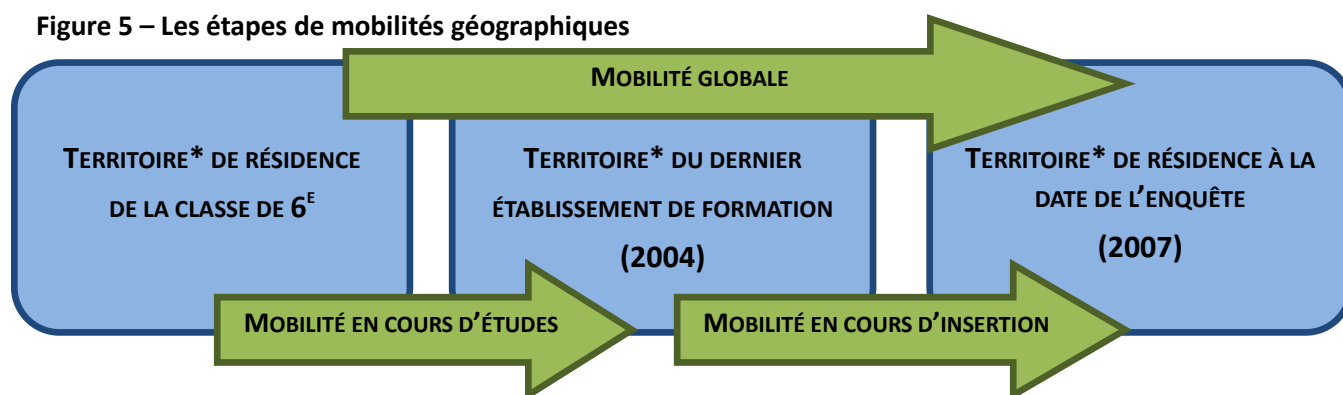 Figure 5 – Les étapes de mobilités géographiques
MOBILITÉ GLOBALE
TERRITOIRE* DE RÉSIDENCE
DE LA CLASSE DE 6E
TERRITOIRE* DU DERNIER
ÉTABLISSEMENT DE FORMATION
(2004)
TERRITOIRE* DE RÉSIDENCE À LA
DATE DE L'ENQUÊTE
(2007)
MOBILITÉ EN COURS D'ÉTUDES
MOBILITÉ EN COURS D'INSERTION